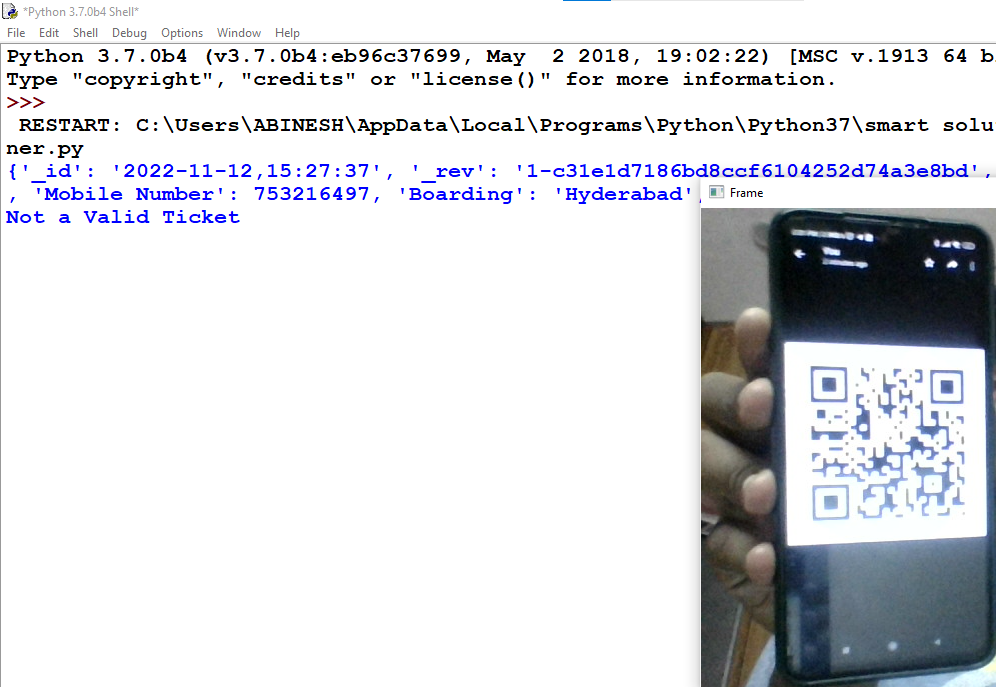 *Python 3.7.0b4 Shell*
File Edit Shell Debug Options Window Help
Python 3.7.0b4 (v3.7.0b4:eb96c37699, May  2 2018, 19:02:22) [MSC v.1913 64 b
Type "copyright", "credits" or "license()" for more information.
>>>
 RESTART: C:\Users\ABINESH\AppData\Local\Programs\Python\Python37\smart solu
ner.py
{'_id': '2022-11-12,15:27:37', '_rev': '1-c31e1d7186bd8ccf6104252d74a3e8bd',
, 'Mobile Number': 753216497, 'Boarding': 'Hyderabad',
Not a Valid Ticket
Frame
You